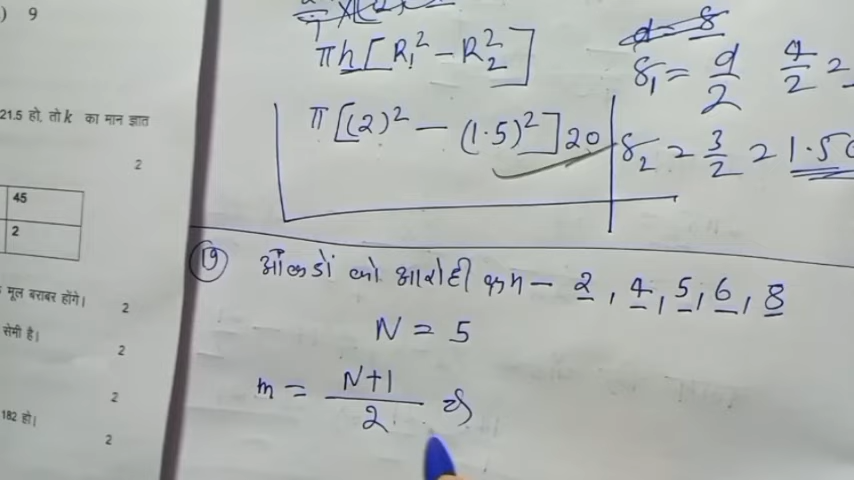 ) 9
21.5 हो, तो k का मान ज्ञात
2
45
2
मूल बराबर होंगे।
2
सेमी है।
2
2
182 हो।
2
πh[R₁² − R₂²]
π[(2)² − (1.5)²]20
r₁ = d/2 4/2 =
r₂ = 3/2 = 1.50
(19) आँकडों को आरोही क्रम − 2, 4, 5, 6, 8
N = 5
m = N+1/2 वे